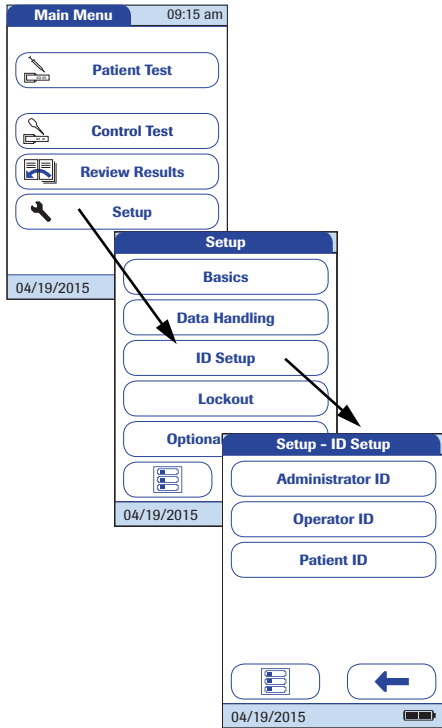 Main Menu 09:15 am
Patient Test
Control Test
Review Results
Setup
04/19/2015
Setup
Basics
Data Handling
ID Setup
Lockout
Optiona
04/19/2015
Setup - ID Setup
Administrator ID
Operator ID
Patient ID
04/19/2015